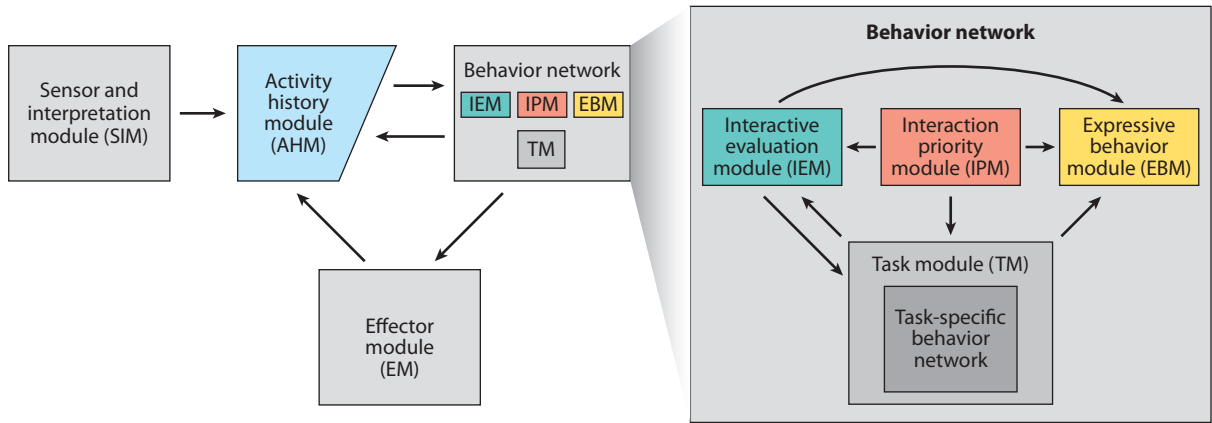 Sensor and
interpretation
module (SIM)
Activity
history
module
(AHM)
Behavior network
IEM
IPM
EBM
TM
Effector
module
(EM)
Behavior network
Interactive
evaluation
module (IEM)
Interaction
priority
module (IPM)
Expressive
behavior
module (EBM)
Task module (TM)
Task-specific
behavior
network